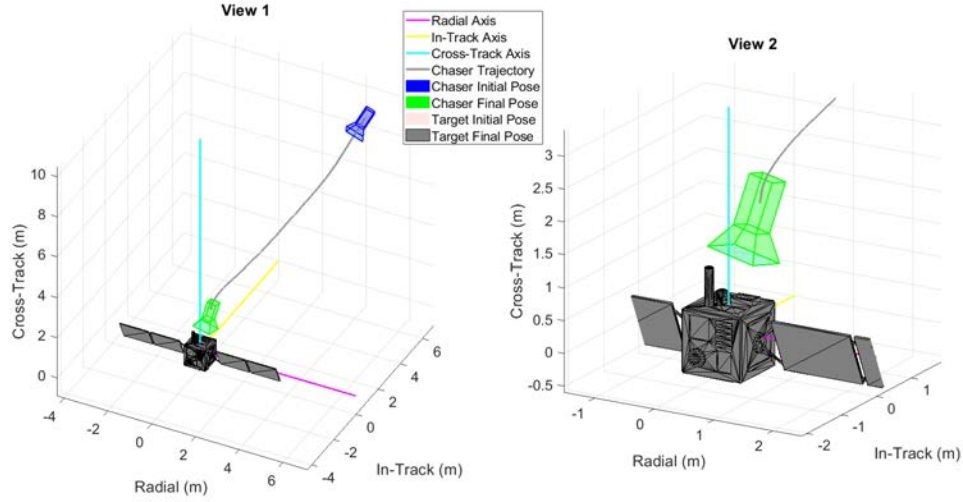 View 1
View 2
Radial Axis
In-Track Axis
Cross-Track Axis
Chaser Trajectory
Chaser Initial Pose
Chaser Final Pose
Target Initial Pose
Target Final Pose
Cross-Track (m)
10
8
6
4
2
0
-4
-2
0
2
4
6
Radial (m)
-4
-2
0
2
4
6
In-Track (m)
Cross-Track (m)
3
2.5
2
1.5
1
0.5
0
-0.5
-1
0
1
2
Radial (m)
-2
-1
0
1
In-Track (m)